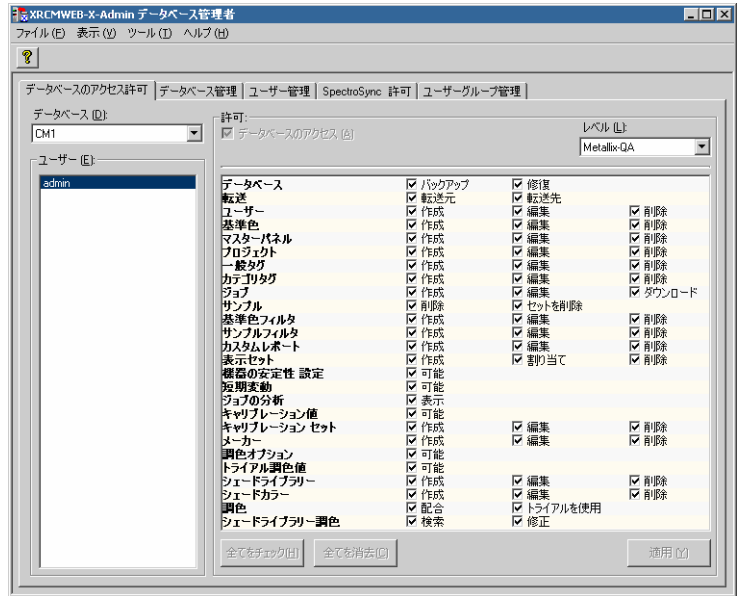 XRCMWEB-X-Admin データベース管理者
ファイル(F) 表示(V) ツール(T) ヘルプ(H)
データベースのアクセス許可 データベース管理 ユーザー管理 SpectroSync 許可 ユーザーグループ管理
データベース (D):
CM1
ユーザー (E):
admin
許可:
データベースのアクセス (A)
レベル (L):
Metallix-QA
データベース バックアップ 修復
転送 転送元 転送先
ユーザー 作成 編集 削除
基準色 作成 編集 削除
マスターパネル 作成 編集 削除
プロジェクト 作成 編集 削除
一般タグ 作成 編集 削除
カテゴリタグ 作成 編集 削除
ジョブ 作成 編集 ダウンロード
サンプル 削除 セットを削除
基準色フィルタ 作成 編集 削除
サンプルフィルタ 作成 編集 削除
カスタムレポート 作成 編集 削除
表示セット 作成 割り当て 削除
機器の安定性 設定 可能
短期変動 可能
ジョブの分析 表示
キャリブレーション値 可能
キャリブレーション セット 作成 編集 削除
メーカー 作成 編集 削除
調色オプション 可能
トライアル調色値 可能
シェードライブラリー 作成 編集 削除
シェードカラー 作成 編集 削除
調色 配合 トライアルを使用
シェードライブラリー調色 検索 修正
全てをチェック(H) 全てを消去(C) 適用 (Y)